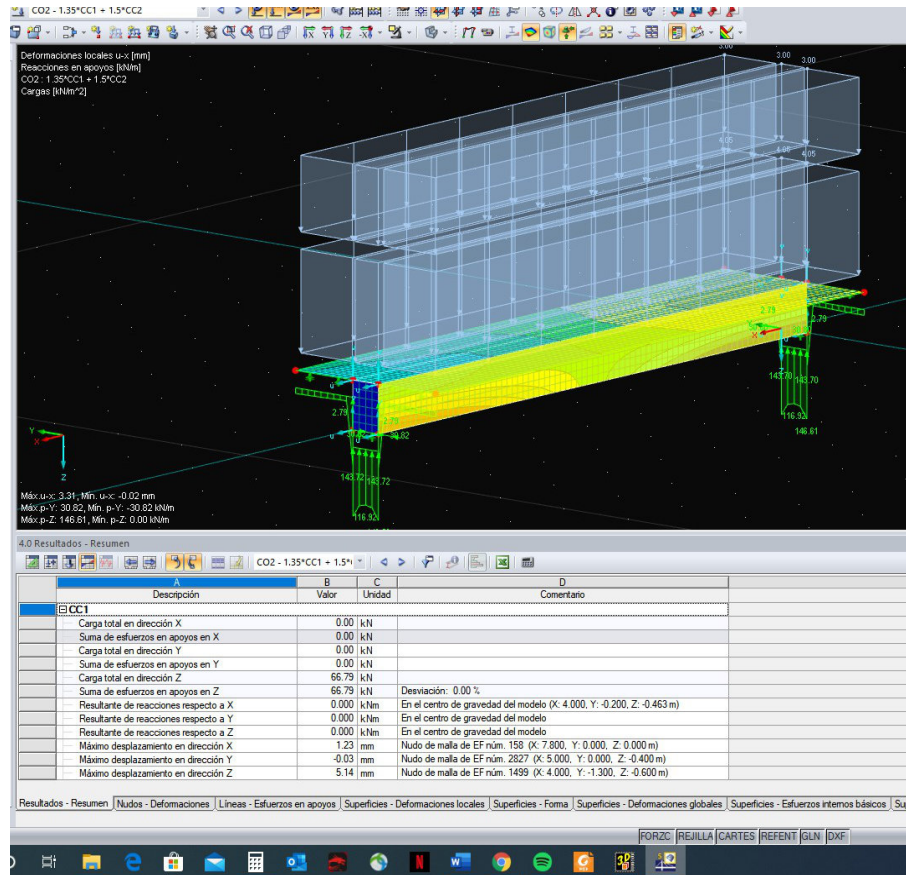 CO2 - 1.35*CC1 + 1.5*CC2
Deformaciones locales u-x [mm]
Reacciones en apoyos [kN/m]
CO2 : 1.35*CC1 + 1.5*CC2
Cargas [kN/m^2]
3.00
3.00
3.00
4.05
4.05
4.05
2.79
2.79
143.70
143.70
116.92
146.61
2.79
30.82
143.72
143.72
116.92
Y
X
Z
Máx.u-x: 3.31, Mín. u-x: -0.02 mm
Máx.p-Y: 30.82, Mín. p-Y: -30.82 kN/m
Máx.p-Z: 146.61, Mín. p-Z: 0.00 kN/m
4.0 Resultados - Resumen
CO2 - 1.35*CC1 + 1.5*
A B C D
Descripción Valor Unidad Comentario
CC1
Carga total en dirección X 0.00 kN
Suma de esfuerzos en apoyos en X 0.00 kN
Carga total en dirección Y 0.00 kN
Suma de esfuerzos en apoyos en Y 0.00 kN
Carga total en dirección Z 66.79 kN
Suma de esfuerzos en apoyos en Z 66.79 kN Desviación: 0.00 %
Resultante de reacciones respecto a X 0.000 kNm En el centro de gravedad del modelo (X: 4.000, Y: -0.200, Z: -0.463 m)
Resultante de reacciones respecto a Y 0.000 kNm En el centro de gravedad del modelo
Resultante de reacciones respecto a Z 0.000 kNm En el centro de gravedad del modelo
Máximo desplazamiento en dirección X 1.23 mm Nudo de malla de EF núm. 158 (X: 7.800, Y: 0.000, Z: 0.000 m)
Máximo desplazamiento en dirección Y -0.03 mm Nudo de malla de EF núm. 2827 (X: 5.000, Y: 0.000, Z: -0.400 m)
Máximo desplazamiento en dirección Z 5.14 mm Nudo de malla de EF núm. 1499 (X: 4.000, Y: -1.300, Z: -0.600 m)
Resultados - Resumen Nudos - Deformaciones Líneas - Esfuerzos en apoyos Superficies - Deformaciones locales Superficies - Forma Superficies - Deformaciones globales Superficies - Esfuerzos internos básicos Su
FORZC REJILLA CARTES REFENT GLN DXF